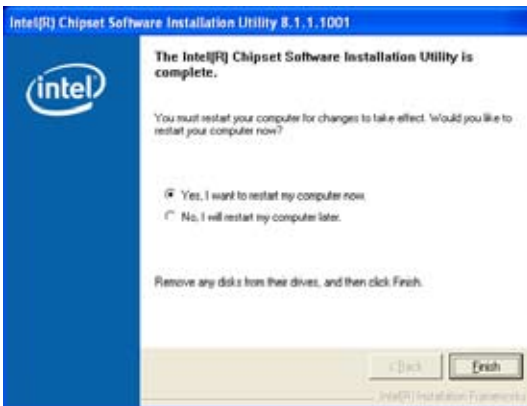 Intel(R) Chipset Software Installation Utility 8.1.1.1001
intel
The Intel(R) Chipset Software Installation Utility is
complete.
You must restart your computer for changes to take effect. Would you like to
restart your computer now?
Yes, I want to restart my computer now.
No, I will restart my computer later.
Remove any disks from their drives, and then click Finish.
< Back
Finish
Intel(R) Installation Framework